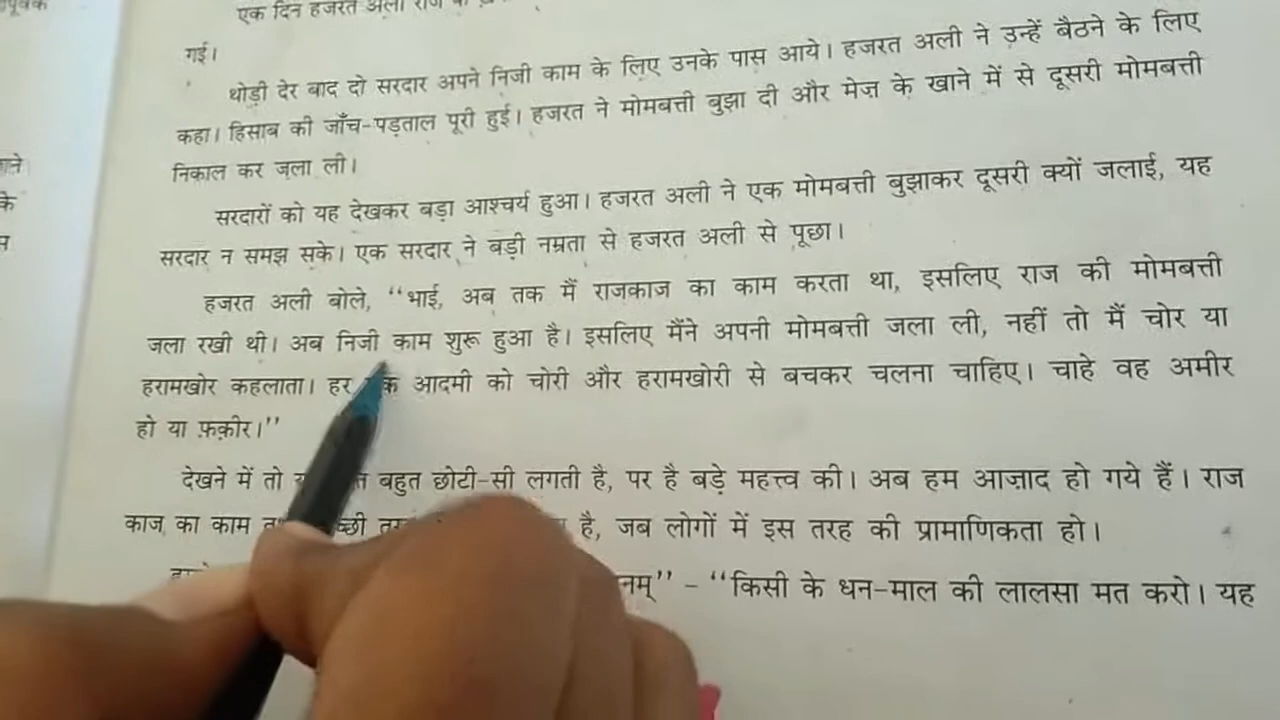 पूर्वक
एक दिन हजरत अली राज के
गई।
थोड़ी देर बाद दो सरदार अपने निजी काम के लिए उनके पास आये। हजरत अली ने उन्हें बैठने के लिए
कहा। हिसाब की जाँच-पड़ताल पूरी हुई। हजरत ने मोमबत्ती बुझा दी और मेज़ के खाने में से दूसरी मोमबत्ती
निकाल कर जला ली।
सरदारों को यह देखकर बड़ा आश्चर्य हुआ। हजरत अली ने एक मोमबत्ती बुझाकर दूसरी क्यों जलाई, यह
सरदार न समझ सके। एक सरदार ने बड़ी नम्रता से हजरत अली से पूछा।
हजरत अली बोले, “भाई, अब तक मैं राजकाज का काम करता था, इसलिए राज की मोमबत्ती
जला रखी थी। अब निजी काम शुरू हुआ है। इसलिए मैंने अपनी मोमबत्ती जला ली, नहीं तो मैं चोर या
हरामखोर कहलाता। हर आदमी को चोरी और हरामखोरी से बचकर चलना चाहिए। चाहे वह अमीर
हो या फ़क़ीर।”
देखने में तो बहुत छोटी-सी लगती है, पर है बड़े महत्त्व की। अब हम आज़ाद हो गये हैं। राज
काज का काम है, जब लोगों में इस तरह की प्रामाणिकता हो।
” – “किसी के धन-माल की लालसा मत करो। यह